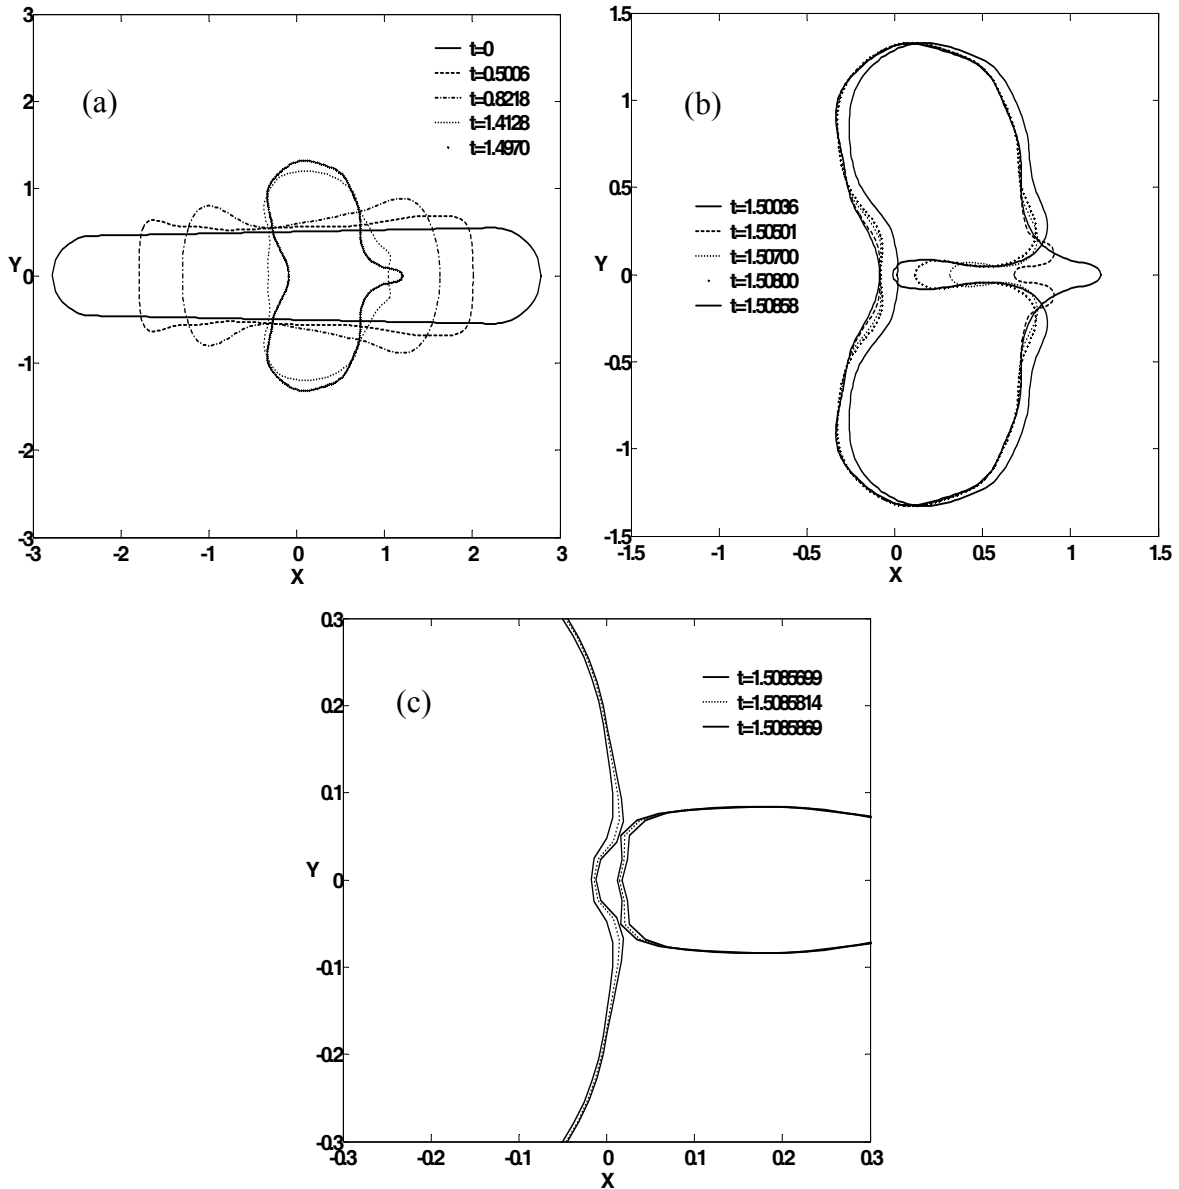 (a)
t=0
t=0.5006
t=0.8218
t=1.4128
t=1.4970
3
2
1
Y 0
-1
-2
-3
-3 -2 -1 0 1 2 3
X
(b)
t=1.50036
t=1.50501
t=1.50700
t=1.50800
t=1.50858
1.5
1
0.5
Y 0
-0.5
-1
-1.5
-1.5 -1 -0.5 0 0.5 1 1.5
X
(c)
t=1.5085699
t=1.5085814
t=1.5085869
0.3
0.2
0.1
Y 0
-0.1
-0.2
-0.3
-0.3 -0.2 -0.1 0 0.1 0.2 0.3
X